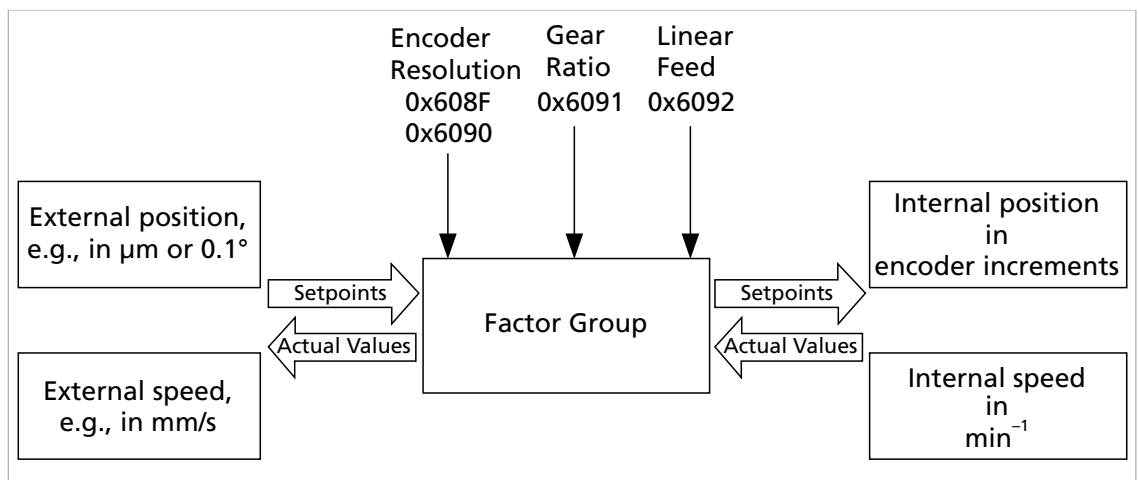 Encoder
Resolution
0x608F
0x6090
Gear
Ratio
0x6091
Linear
Feed
0x6092
External position,
e.g., in µm or 0.1°
Setpoints
Actual Values
External speed,
e.g., in mm/s
Factor Group
Setpoints
Actual Values
Internal position
in
encoder increments
Internal speed
in
min⁻¹